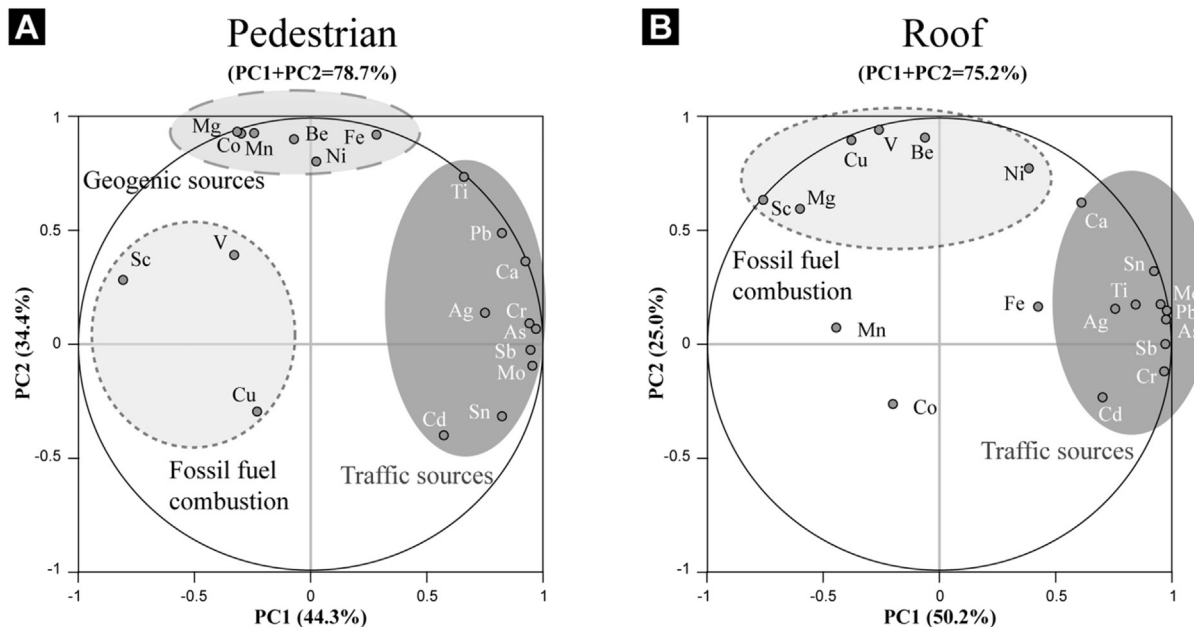 A
Pedestrian
(PC1+PC2=78.7%)
1
0.5
0
-0.5
-1
PC2 (34.4%)
Mg
Co
Mn
Be
Fe
Ni
Geogenic sources
Ti
Pb
Ca
Sc
V
Ag
Cr
As
Sb
Mo
Cu
Cd
Sn
Fossil fuel
combustion
Traffic sources
-1
-0.5
0
0.5
1
PC1 (44.3%)
B
Roof
(PC1+PC2=75.2%)
1
0.5
0
-0.5
-1
PC2 (25.0%)
Cu
V
Be
Ni
Sc
Mg
Ca
Fossil fuel
combustion
Sn
Fe
Ti
Ag
Pb
Mn
Sb
Cr
Co
Cd
Traffic sources
-1
-0.5
0
0.5
1
PC1 (50.2%)